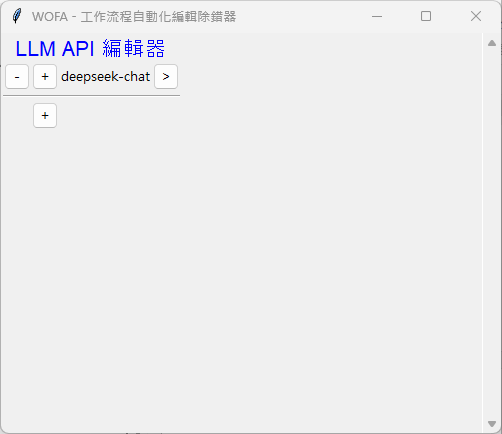 WOFA - 工作流程自動化編輯除錯器
LLM API 編輯器
- + deepseek-chat >
+